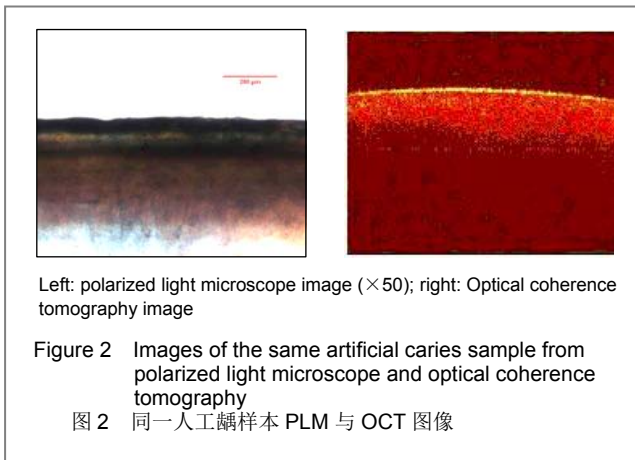 200 μm
Left: polarized light microscope image (×50); right: Optical coherence
tomography image
Figure 2 Images of the same artificial caries sample from
polarized light microscope and optical coherence
tomography
图 2 同一人工龋样本 PLM 与 OCT 图像